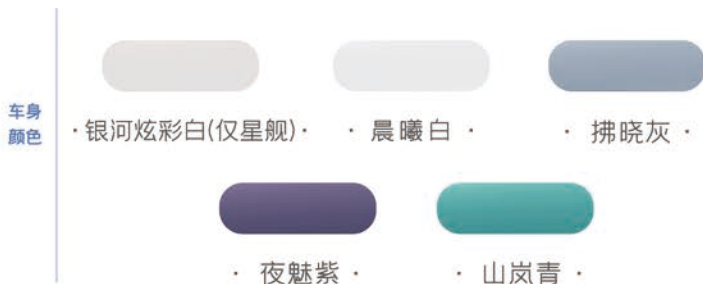 车身
颜色
·银河炫彩白(仅星舰)·
· 晨曦白 ·
· 拂晓灰 ·
· 夜魅紫 ·
· 山岚青 ·